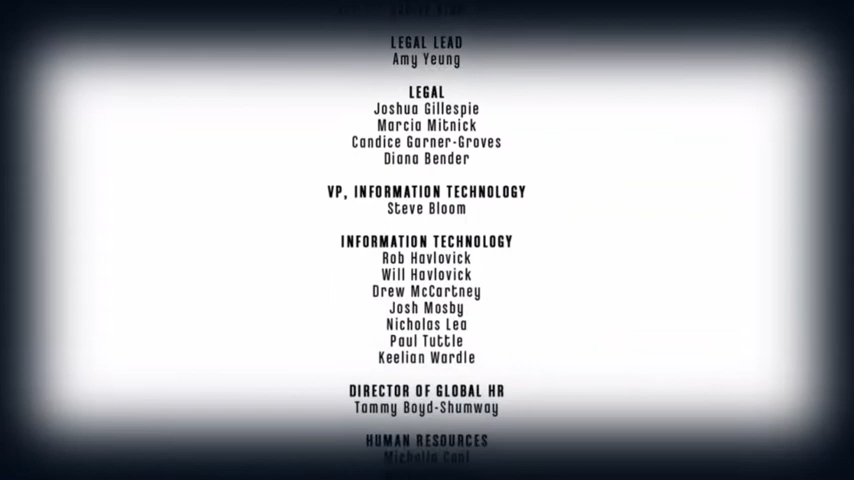 LEGAL LEAD
Amy Yeung
LEGAL
Joshua Gillespie
Marcia Mitnick
Candice Garner-Groves
Diana Bender
VP, INFORMATION TECHNOLOGY
Steve Bloom
INFORMATION TECHNOLOGY
Rob Havlovick
Will Havlovick
Drew McCartney
Josh Mosby
Nicholas Lea
Paul Tuttle
Keelian Wardle
DIRECTOR OF GLOBAL HR
Tammy Boyd-Shumway
HUMAN RESOURCES